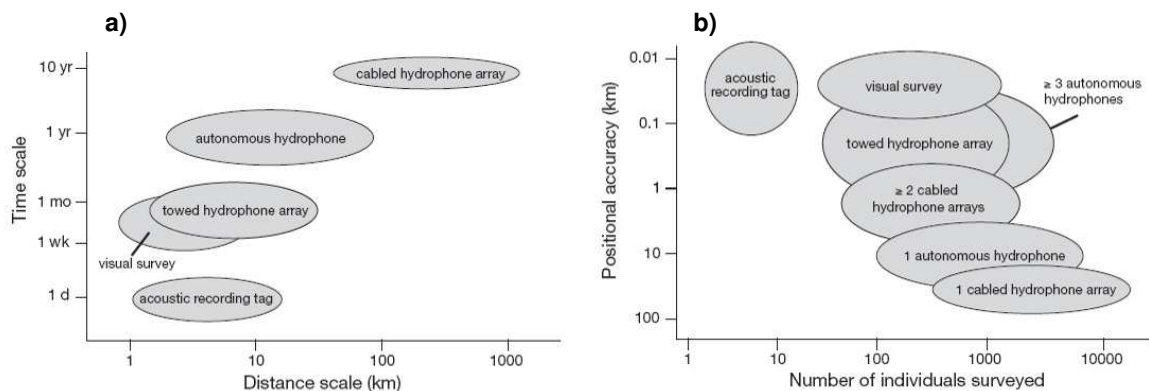 a)
Time scale
10 yr
1 yr
1 mo
1 wk
1 d
cabled hydrophone array
autonomous hydrophone
towed hydrophone array
visual survey
acoustic recording tag
1
10
100
1000
Distance scale (km)
b)
Positional accuracy (km)
0.01
0.1
1
10
100
acoustic
recording tag
visual survey
≥ 3 autonomous
hydrophones
towed hydrophone array
≥ 2 cabled
hydrophone arrays
1 autonomous hydrophone
1 cabled hydrophone array
1
10
100
1000
10000
Number of individuals surveyed